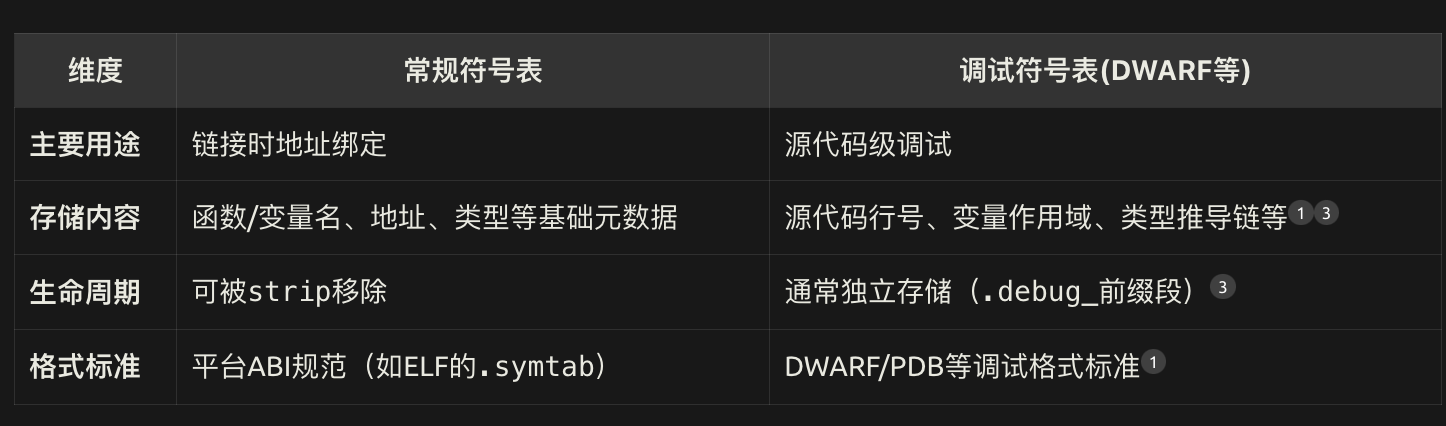 维度 常规符号表 调试符号表(DWARF等)
主要用途 链接时地址绑定 源代码级调试
存储内容 函数/变量名、地址、类型等基础元数据 源代码行号、变量作用域、类型推导链等 1 3
生命周期 可被strip移除 通常独立存储（.debug_前缀段） 3
格式标准 平台ABI规范（如ELF的.symtab） DWARF/PDB等调试格式标准 1